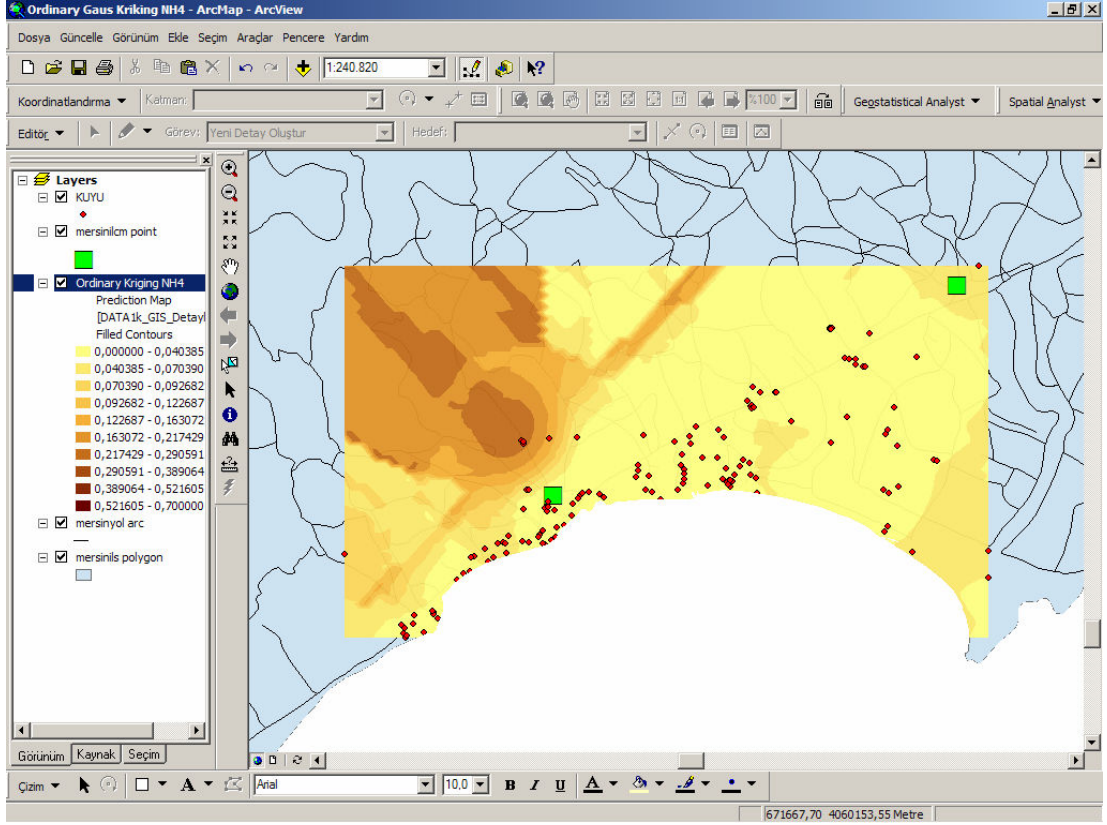 Ordinary Gaus Kriking NH4 - ArcMap - ArcView
Dosya Güncelle Görünüm Ekle Seçim Araçlar Pencere Yardım
1:240.820
Koordinatlandırma Katman: %100 Geostatistical Analyst Spatial Analyst
Editör Görev: Yeni Detay Oluştur Hedef:
Layers
KUYU
mersinilcm point
Ordinary Kriging NH4
Prediction Map
[DATA1k_GIS_Detayl
Filled Contours
0,000000 - 0,040385
0,040385 - 0,070390
0,070390 - 0,092682
0,092682 - 0,122687
0,122687 - 0,163072
0,163072 - 0,217429
0,217429 - 0,290591
0,290591 - 0,389064
0,389064 - 0,521605
0,521605 - 0,700000
mersinyol arc
mersinils polygon
Görünüm Kaynak Seçim
Çizim A Arial 10,0 B I U A
671667,70 4060153,55 Metre